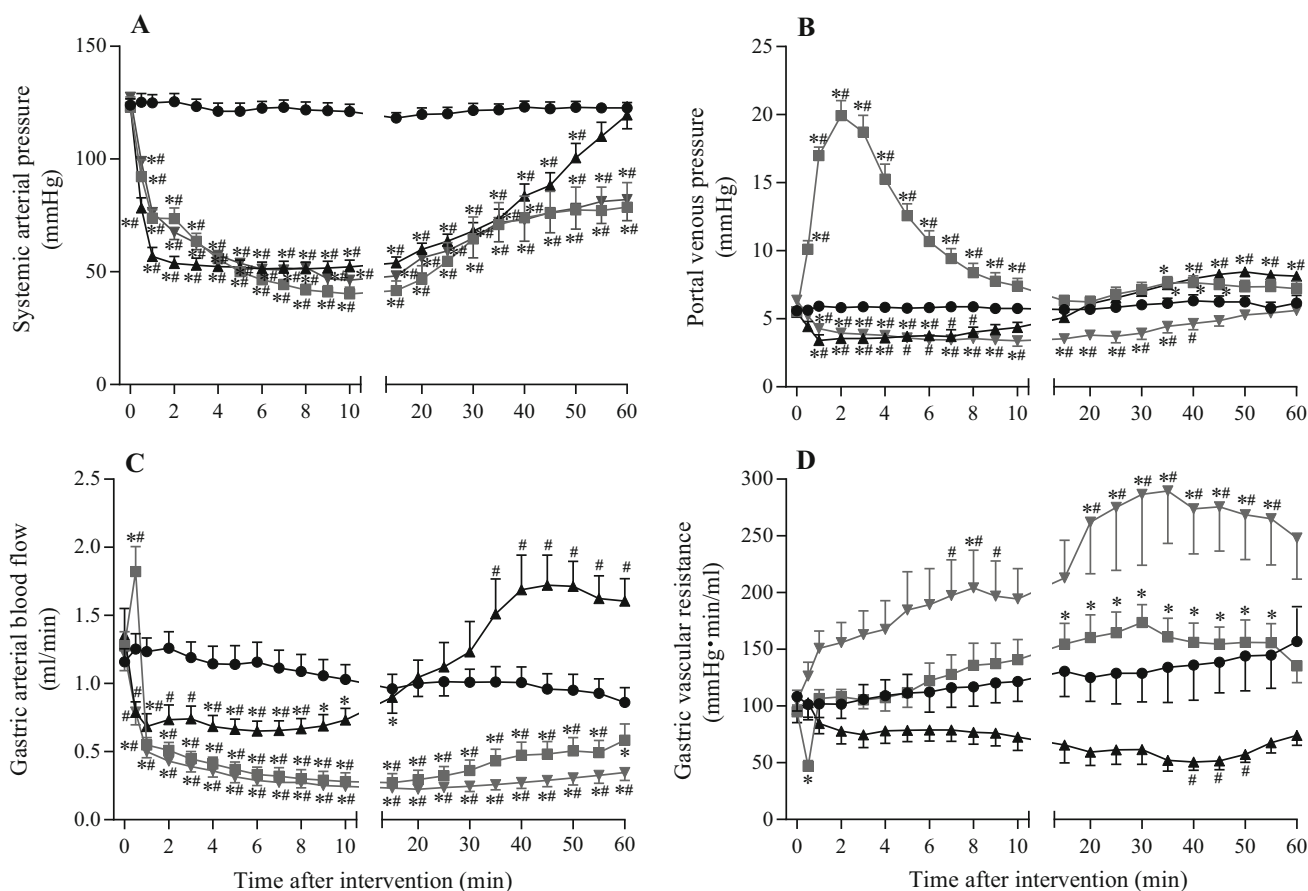 A
150
100
50
0
Systemic arterial pressure
(mmHg)
*# *# *# *# *# *# *# *# *# *# *#
*# *# *# *# *# *# *# *# *# *# *#
0 2 4 6 8 10 20 30 40 50 60
B
25
20
15
10
5
0
Portal venous pressure
(mmHg)
*# *# *# *# *# *# *# *# *# *# *# *#
* *# *# *# *# *#
* * *
*# *# *# *# # # # # *# *#
*# *# *# *# *# #
0 2 4 6 8 10 20 30 40 50 60
C
2.5
2.0
1.5
1.0
0.5
0.0
Gastric arterial blood flow
(ml/min)
*#
# # # # # #
# # *# # # *# *# *# *# * *
*
*# *# *# *# *# *# *# *# *# *# *# *# *# *# *# *# *# *# *# *
*# *# *# *# *# *# *# *# *# *# *# *# *# *# *# *# *# *# *# *#
0 2 4 6 8 10 20 30 40 50 60
Time after intervention (min)
D
300
250
200
150
100
50
0
Gastric vascular resistance
(mmHg•min/ml)
# *# # *# *# *# *# *# *# *# *#
* * * * * * * * *
*
# # #
0 2 4 6 8 10 20 30 40 50 60
Time after intervention (min)